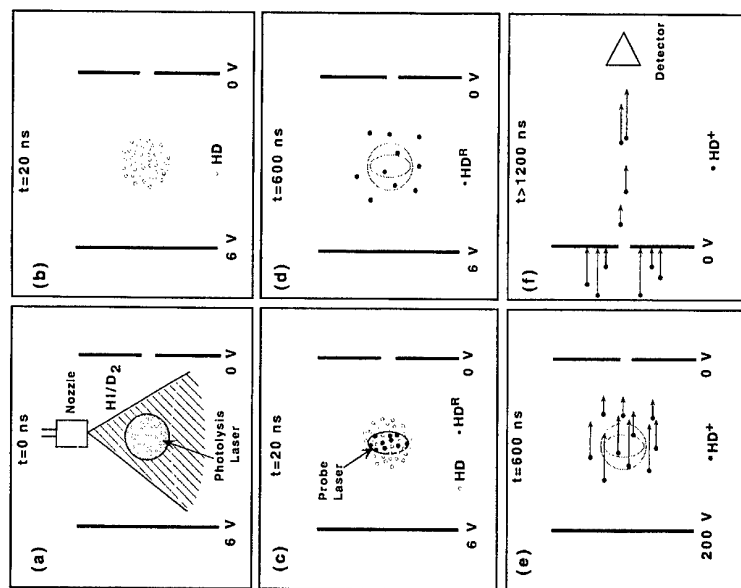 (a)
t=0 ns
Nozzle
HI/D2
Photolysis
Laser
6 V
0 V
(b)
t=20 ns
HD
6 V
0 V
(c)
t=20 ns
Probe
Laser
HD
•HDᴿ
6 V
0 V
(d)
t=600 ns
•HDᴿ
6 V
0 V
(e)
t=600 ns
•HD⁺
200 V
0 V
(f)
t>1200 ns
Detector
•HD⁺
0 V